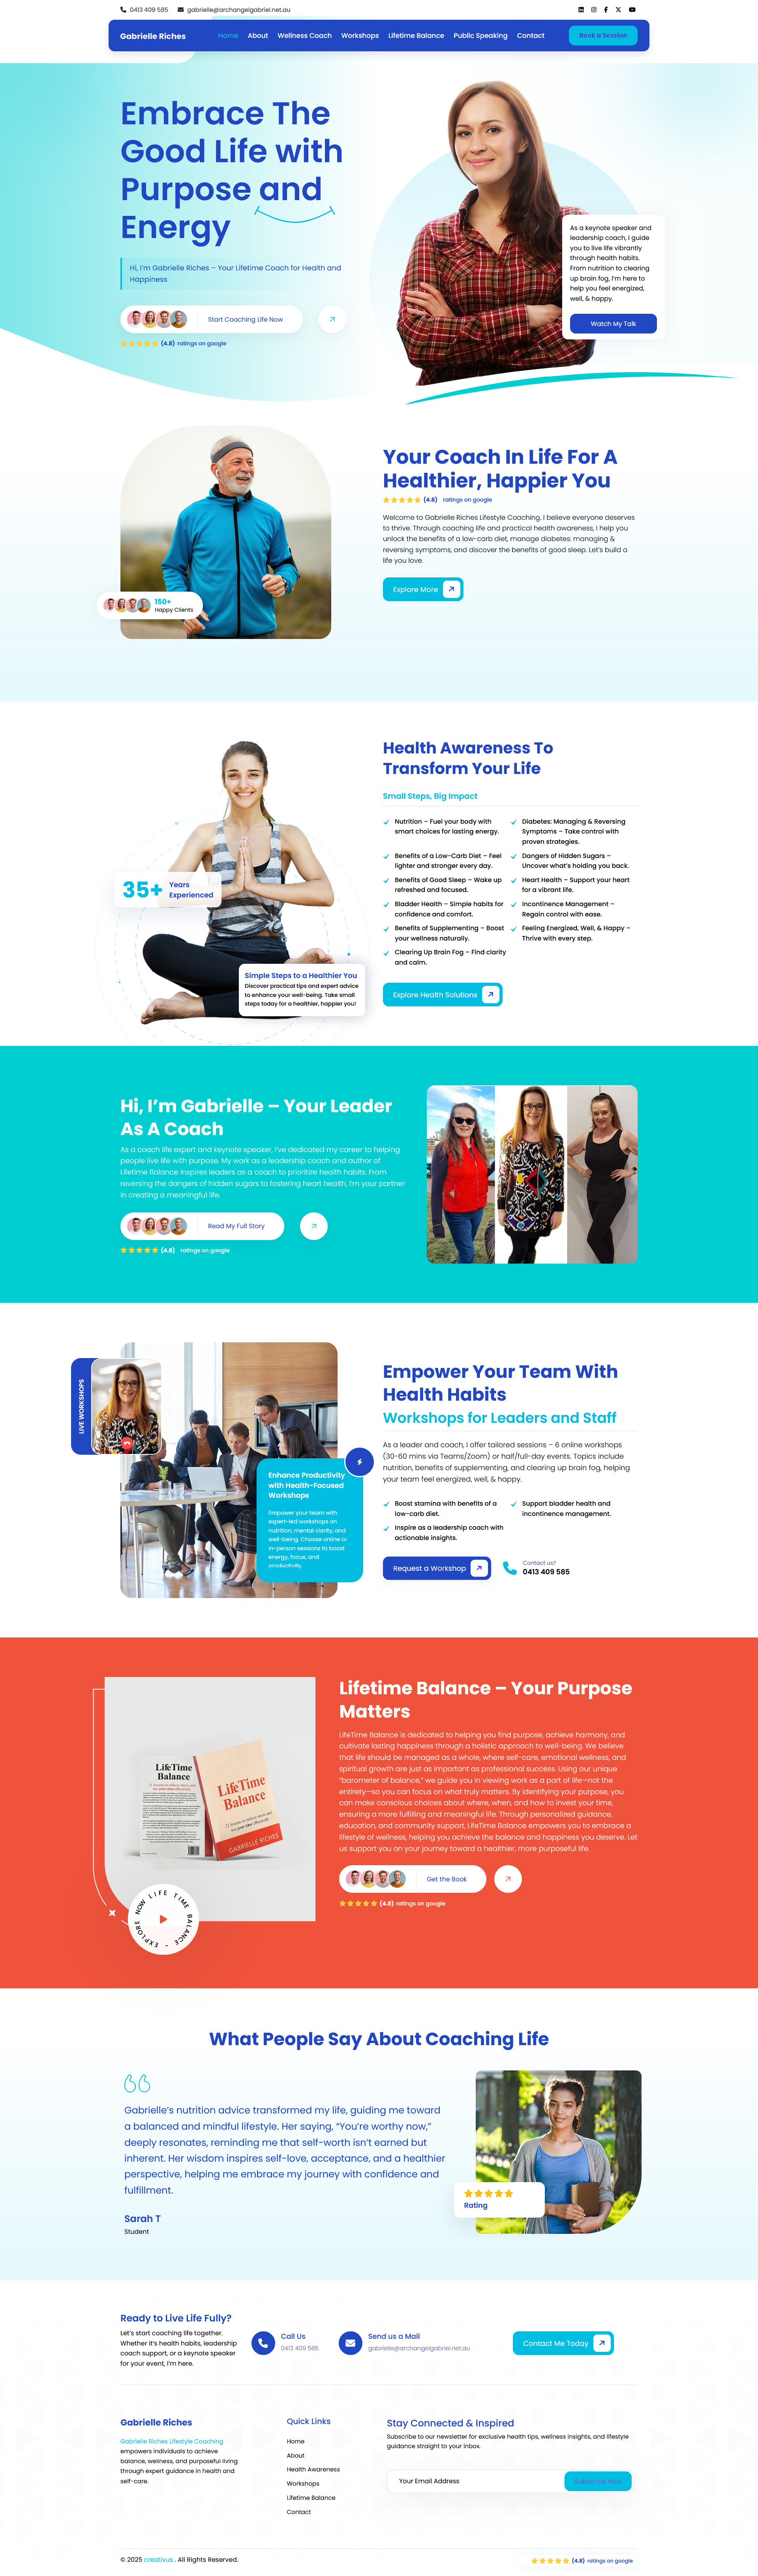 0413 409 585 gabrielle@archangelgabriel.net.au
Gabrielle Riches Home About Wellness Coach Workshops Lifetime Balance Public Speaking Contact Book a Session
Embrace The
Good Life with
Purpose and
Energy
Hi, I'm Gabrielle Riches – Your Lifetime Coach for Health and
Happiness
Start Coaching Life Now
(4.8) ratings on google
As a keynote speaker and
leadership coach, I guide
you to live life vibrantly
through health habits.
From nutrition to clearing
up brain fog, I'm here to
help you feel energized,
well, & happy.
Watch My Talk
150+
Happy Clients
Your Coach In Life For A
Healthier, Happier You
(4.8) ratings on google
Welcome to Gabrielle Riches Lifestyle Coaching. I believe everyone deserves
to thrive. Through coaching life and practical health awareness, I help you
unlock the benefits of a low-carb diet, manage diabetes: managing &
reversing symptoms, and discover the benefits of good sleep. Let's build a
life you love.
Explore More
35+ Years
Experienced
Simple Steps to a Healthier You
Discover practical tips and expert advice
to enhance your well-being. Take small
steps today for a healthier, happier you!
Health Awareness To
Transform Your Life
Small Steps, Big Impact
Nutrition – Fuel your body with
smart choices for lasting energy.
Diabetes: Managing & Reversing
Symptoms – Take control with
proven strategies.
Benefits of a Low-Carb Diet – Feel
lighter and stronger every day.
Dangers of Hidden Sugars –
Uncover what's holding you back.
Benefits of Good Sleep – Wake up
refreshed and focused.
Heart Health – Support your heart
for a vibrant life.
Bladder Health – Simple habits for
confidence and comfort.
Incontinence Management –
Regain control with ease.
Benefits of Supplementing – Boost
your wellness naturally.
Feeling Energized, Well, & Happy –
Thrive with every step.
Clearing Up Brain Fog – Find clarity
and calm.
Explore Health Solutions
Hi, I'm Gabrielle – Your Leader
As A Coach
As a coach life expert and keynote speaker, I've dedicated my career to helping
people live life with purpose. My work as a leadership coach and author of
Lifetime Balance inspires leaders as a coach to prioritize health habits. From
reversing the dangers of hidden sugars to fostering heart health, I'm your partner
in creating a meaningful life.
Read My Full Story
(4.8) ratings on google
LIVE WORKSHOPS
Enhance Productivity
with Health-Focused
Workshops
Empower your team with
expert-led workshops on
nutrition, mental clarity, and
well-being. Choose online or
in-person sessions to boost
energy, focus, and
productivity.
Empower Your Team With
Health Habits
Workshops for Leaders and Staff
As a leader and coach, I offer tailored sessions – 6 online workshops
(30-60 mins via Teams/Zoom) or half/full-day events. Topics include
nutrition, benefits of supplementing, and clearing up brain fog, helping
your team feel energized, well, & happy.
Boost stamina with benefits of a
low-carb diet.
Support bladder health and
incontinence management.
Inspire as a leadership coach with
actionable insights.
Request a Workshop
Contact us?
0413 409 585
LifeTime
Balance
LifeTime
Balance
GABRIELLE RICHES
EXPLORE NOW LIFE TIME BALANCE -
Lifetime Balance – Your Purpose
Matters
LifeTime Balance is dedicated to helping you find purpose, achieve harmony, and
cultivate lasting happiness through a holistic approach to well-being. We believe
that life should be managed as a whole, where self-care, emotional wellness, and
spiritual growth are just as important as professional success. Using our unique
"barometer of balance," we guide you in viewing work as a part of life—not the
entirety—so you can focus on what truly matters. By identifying your purpose, you
can make conscious choices about where, when, and how to invest your time,
ensuring a more fulfilling and meaningful life. Through personalized guidance,
education, and community support, LifeTime Balance empowers you to embrace a
lifestyle of wellness, helping you achieve the balance and happiness you deserve. Let
us support you on your journey toward a healthier, more purposeful life.
Get the Book
(4.8) ratings on google
What People Say About Coaching Life
Gabrielle's nutrition advice transformed my life, guiding me toward
a balanced and mindful lifestyle. Her saying, "You're worthy now,"
deeply resonates, reminding me that self-worth isn't earned but
inherent. Her wisdom inspires self-love, acceptance, and a healthier
perspective, helping me embrace my journey with confidence and
fulfillment.
Sarah T
Student
Rating
Ready to Live Life Fully?
Let's start coaching life together.
Whether it's health habits, leadership
coach support, or a keynote speaker
for your event, I'm here.
Call Us
0413 409 585
Send us a Mail
gabrielle@archangelgabriel.net.au
Contact Me Today
Gabrielle Riches
Gabrielle Riches Lifestyle Coaching
empowers individuals to achieve
balance, wellness, and purposeful living
through expert guidance in health and
self-care.
Quick Links
Home
About
Health Awareness
Workshops
Lifetime Balance
Contact
Stay Connected & Inspired
Subscribe to our newsletter for exclusive health tips, wellness insights, and lifestyle
guidance straight to your inbox.
Your Email Address Subscribe Now
© 2025 creativus . All Rights Reserved.
(4.8) ratings on google